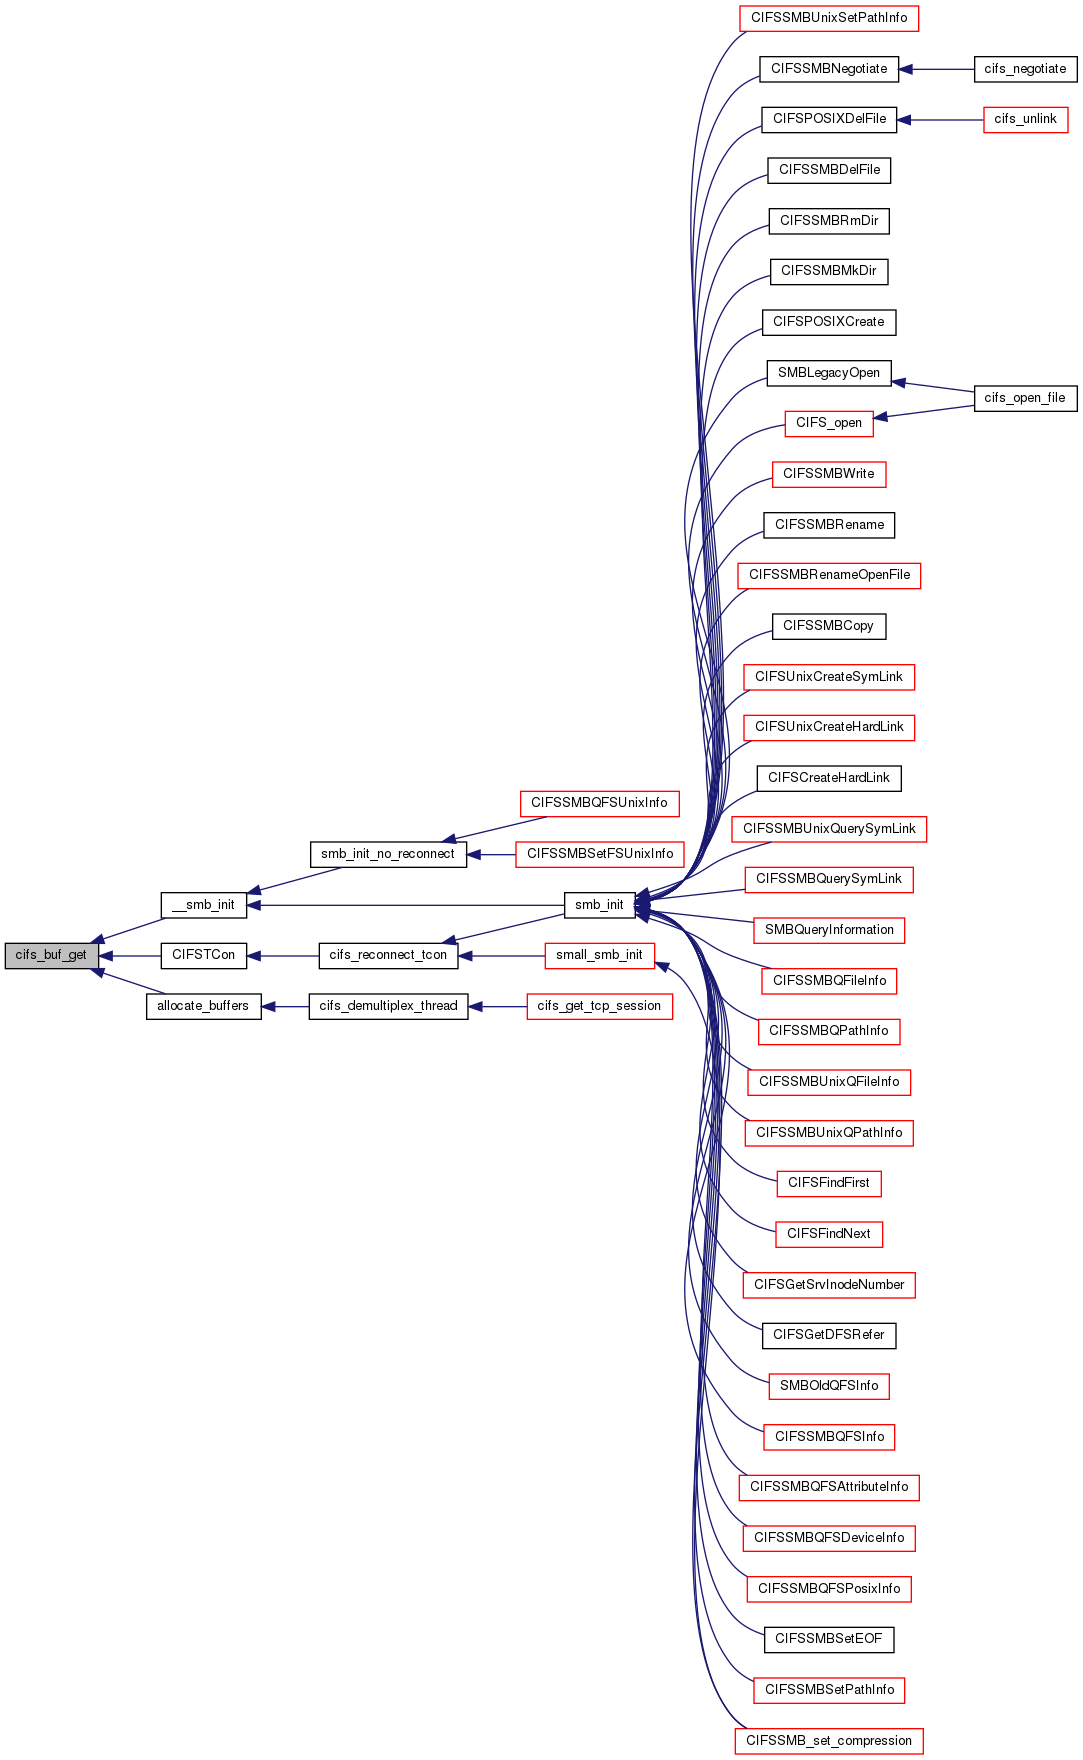 CIFSSMBUnixSetPathInfo
CIFSSMBNegotiate
cifs_negotiate
CIFSPOSIXDelFile
cifs_unlink
CIFSSMBDelFile
CIFSSMBRmDir
CIFSSMBMkDir
CIFSPOSIXCreate
SMBLegacyOpen
cifs_open_file
CIFS_open
CIFSSMBWrite
CIFSSMBRename
CIFSSMBRenameOpenFile
CIFSSMBCopy
CIFSUnixCreateSymLink
CIFSUnixCreateHardLink
CIFSCreateHardLink
CIFSSMBQFSUnixInfo
CIFSSMBUnixQuerySymLink
smb_init_no_reconnect
CIFSSMBSetFSUnixInfo
CIFSSMBQuerySymLink
__smb_init
smb_init
SMBQueryInformation
cifs_buf_get
CIFSTCon
cifs_reconnect_tcon
small_smb_init
CIFSSMBQFileInfo
allocate_buffers
cifs_demultiplex_thread
cifs_get_tcp_session
CIFSSMBQPathInfo
CIFSSMBUnixQFileInfo
CIFSSMBUnixQPathInfo
CIFSFindFirst
CIFSFindNext
CIFSGetSrvInodeNumber
CIFSGetDFSRefer
SMBOldQFSInfo
CIFSSMBQFSInfo
CIFSSMBQFSAttributeInfo
CIFSSMBQFSDeviceInfo
CIFSSMBQFSPosixInfo
CIFSSMBSetEOF
CIFSSMBSetPathInfo
CIFSSMB_set_compression